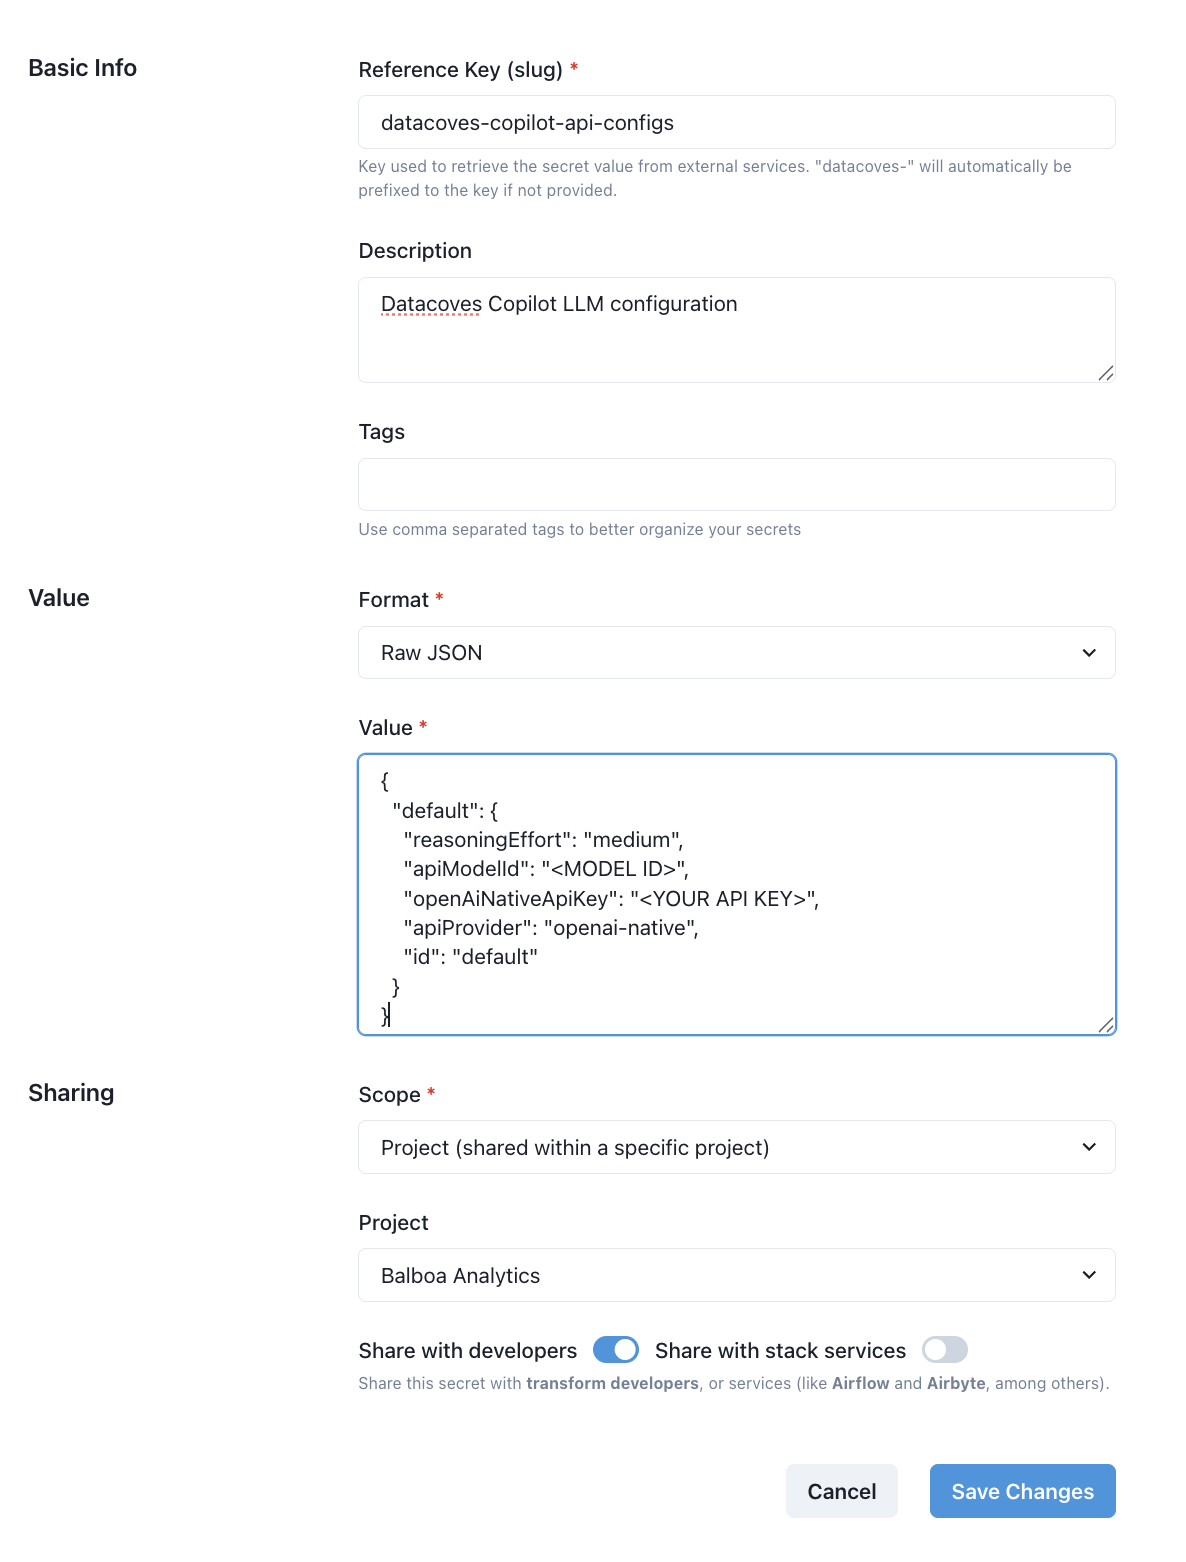 Basic Info
Reference Key (slug) *
datacoves-copilot-api-configs
Key used to retrieve the secret value from external services. "datacoves-" will automatically be
prefixed to the key if not provided.
Description
Datacoves Copilot LLM configuration
Tags
Use comma separated tags to better organize your secrets
Value
Format *
Raw JSON
Value *
{
"default": {
"reasoningEffort": "medium",
"apiModelId": "<MODEL ID>",
"openAiNativeApiKey": "<YOUR API KEY>",
"apiProvider": "openai-native",
"id": "default"
}
}
Sharing
Scope *
Project (shared within a specific project)
Project
Balboa Analytics
Share with developers Share with stack services
Share this secret with transform developers, or services (like Airflow and Airbyte, among others).
Cancel Save Changes